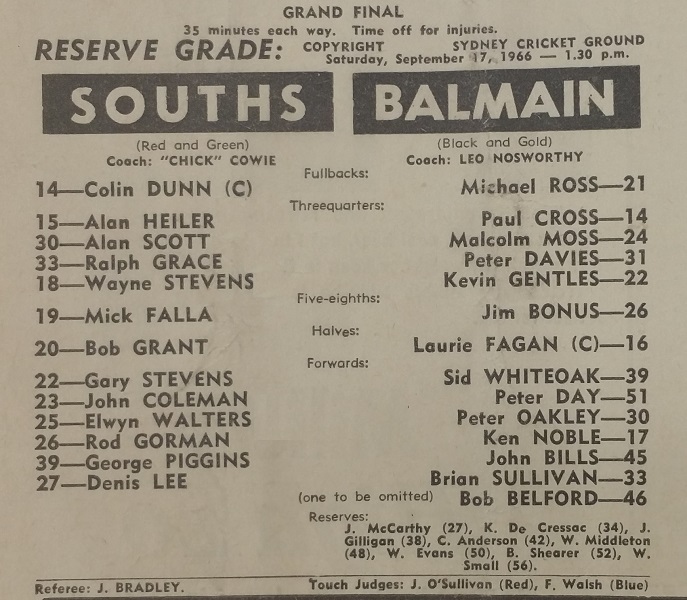 GRAND FINAL
35 minutes each way. Time off for injuries.
RESERVE GRADE: COPYRIGHT SYDNEY CRICKET GROUND
Saturday, September 17, 1966 — 1.30 p.m.
SOUTHS BALMAIN
(Red and Green) (Black and Gold)
Coach: "CHICK" COWIE Coach: LEO NOSWORTHY
Fullbacks:
14—Colin DUNN (C) Michael ROSS—21
Threequarters:
15—Alan HEILER Paul CROSS—14
30—Alan SCOTT Malcolm MOSS—24
33—Ralph GRACE Peter DAVIES—31
18—Wayne STEVENS Kevin GENTLES—22
Five-eighths:
19—Mick FALLA Jim BONUS—26
Halves:
20—Bob GRANT Laurie FAGAN (C)—16
Forwards:
22—Gary STEVENS Sid WHITEOAK—39
23—John COLEMAN Peter DAY—51
25—Elwyn WALTERS Peter OAKLEY—30
26—Rod GORMAN Ken NOBLE—17
39—George PIGGINS John BILLS—45
27—Denis LEE Brian SULLIVAN—33
(one to be omitted) Bob BELFORD—46
Reserves:
J. McCarthy (27), K. De Cressac (34), J.
Gilligan (38), C. Anderson (42), W. Middleton
(48), W. Evans (50), B. Shearer (52), W.
Small (56).
Referee: J. BRADLEY. Touch Judges: J. O'Sullivan (Red), F. Walsh (Blue)